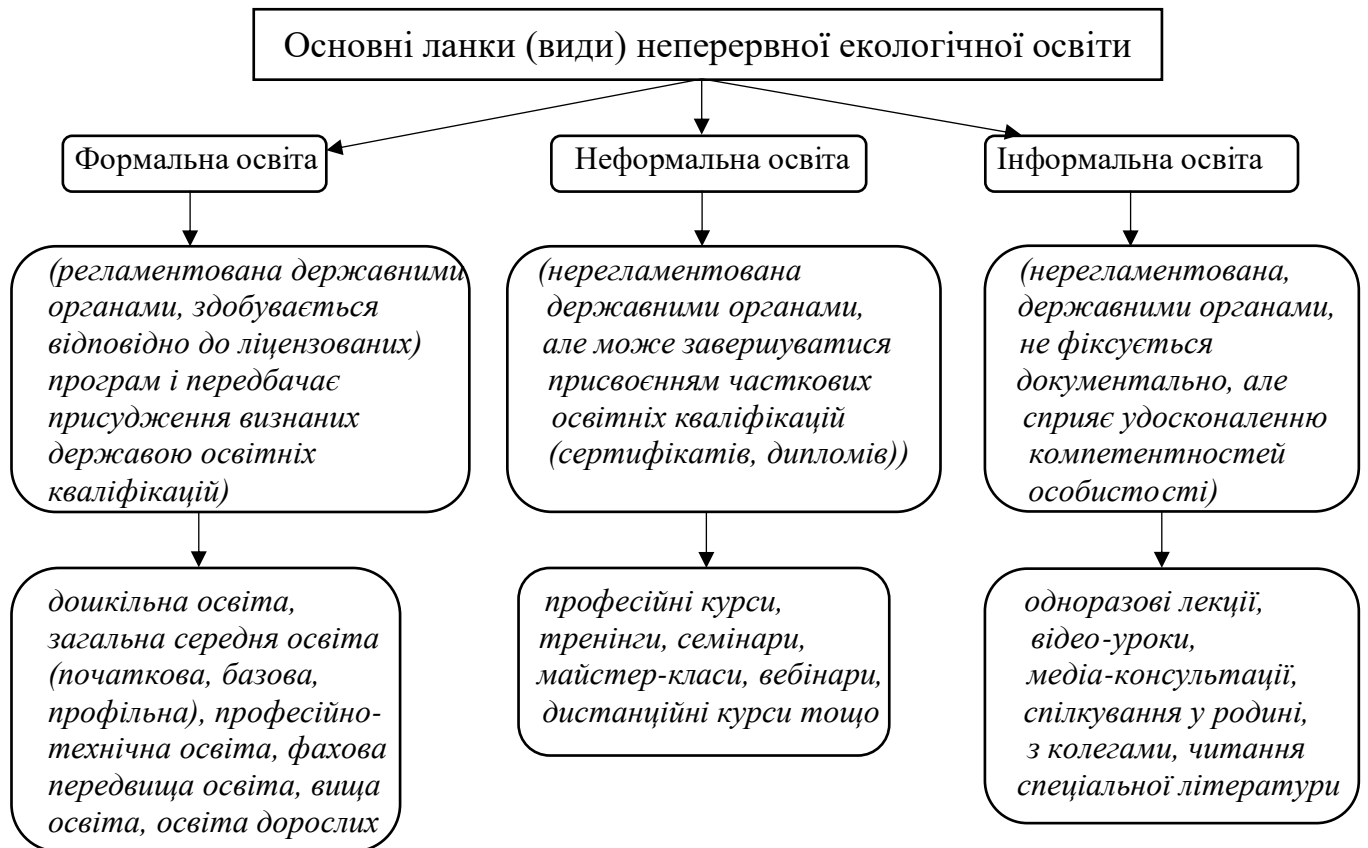 Основні ланки (види) неперервної екологічної освіти
Формальна освіта
Неформальна освіта
Інформальна освіта
(регламентована державними
органами, здобувається
відповідно до ліцензованих)
програм і передбачає
присудження визнаних
державою освітніх
кваліфікацій)
(нерегламентована
державними органами,
але може завершуватися
присвоєнням часткових
освітніх кваліфікацій
(сертифікатів, дипломів))
(нерегламентована,
державними органами,
не фіксується
документально, але
сприяє удосконаленню
компетентностей
особистості)
дошкільна освіта,
загальна середня освіта
(початкова, базова,
профільна), професійно-
технічна освіта, фахова
передвища освіта, вища
освіта, освіта дорослих
професійні курси,
тренінги, семінари,
майстер-класи, вебінари,
дистанційні курси тощо
одноразові лекції,
відео-уроки,
медіа-консультації,
спілкування у родині,
з колегами, читання
спеціальної літератури